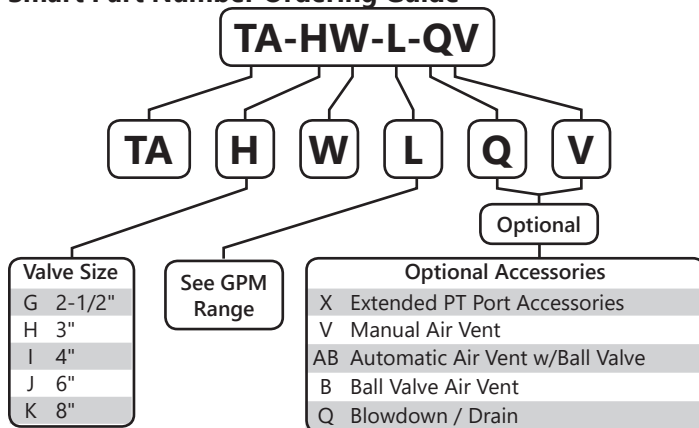 Smart Part Number Ordering Guide
TA-HW-L-QV
TA H W L Q V
Optional
Valve Size
G 2-1/2"
H 3"
I 4"
J 6"
K 8"
See GPM
Range
Optional Accessories
X Extended PT Port Accessories
V Manual Air Vent
AB Automatic Air Vent w/Ball Valve
B Ball Valve Air Vent
Q Blowdown / Drain